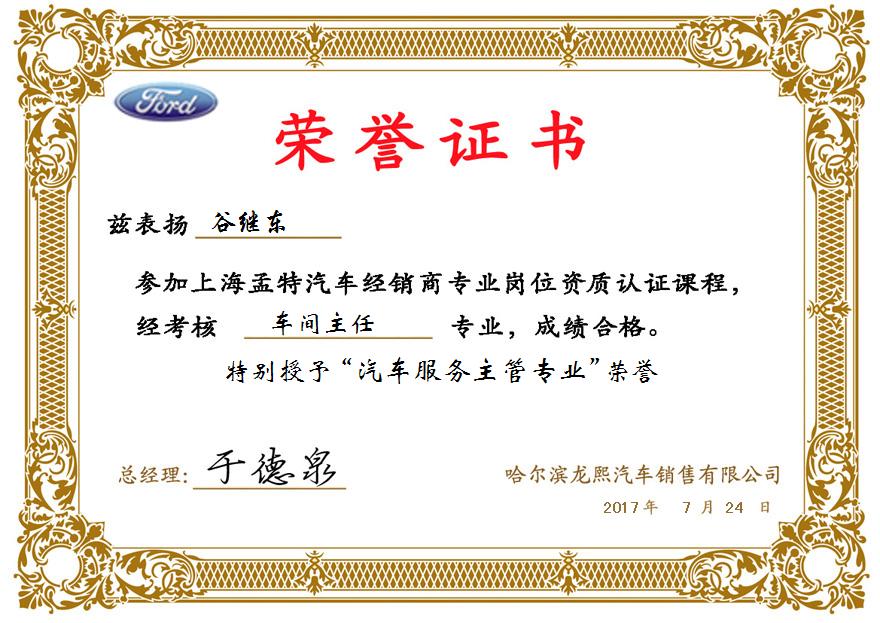 Ford
荣誉证书
兹表扬 谷继东
参加上海孟特汽车经销商专业岗位资质认证课程，
经考核 车间主任 专业，成绩合格。
特别授予“汽车服务主管专业”荣誉
总经理：于德泉 哈尔滨龙熙汽车销售有限公司
2017年 7月 24 日